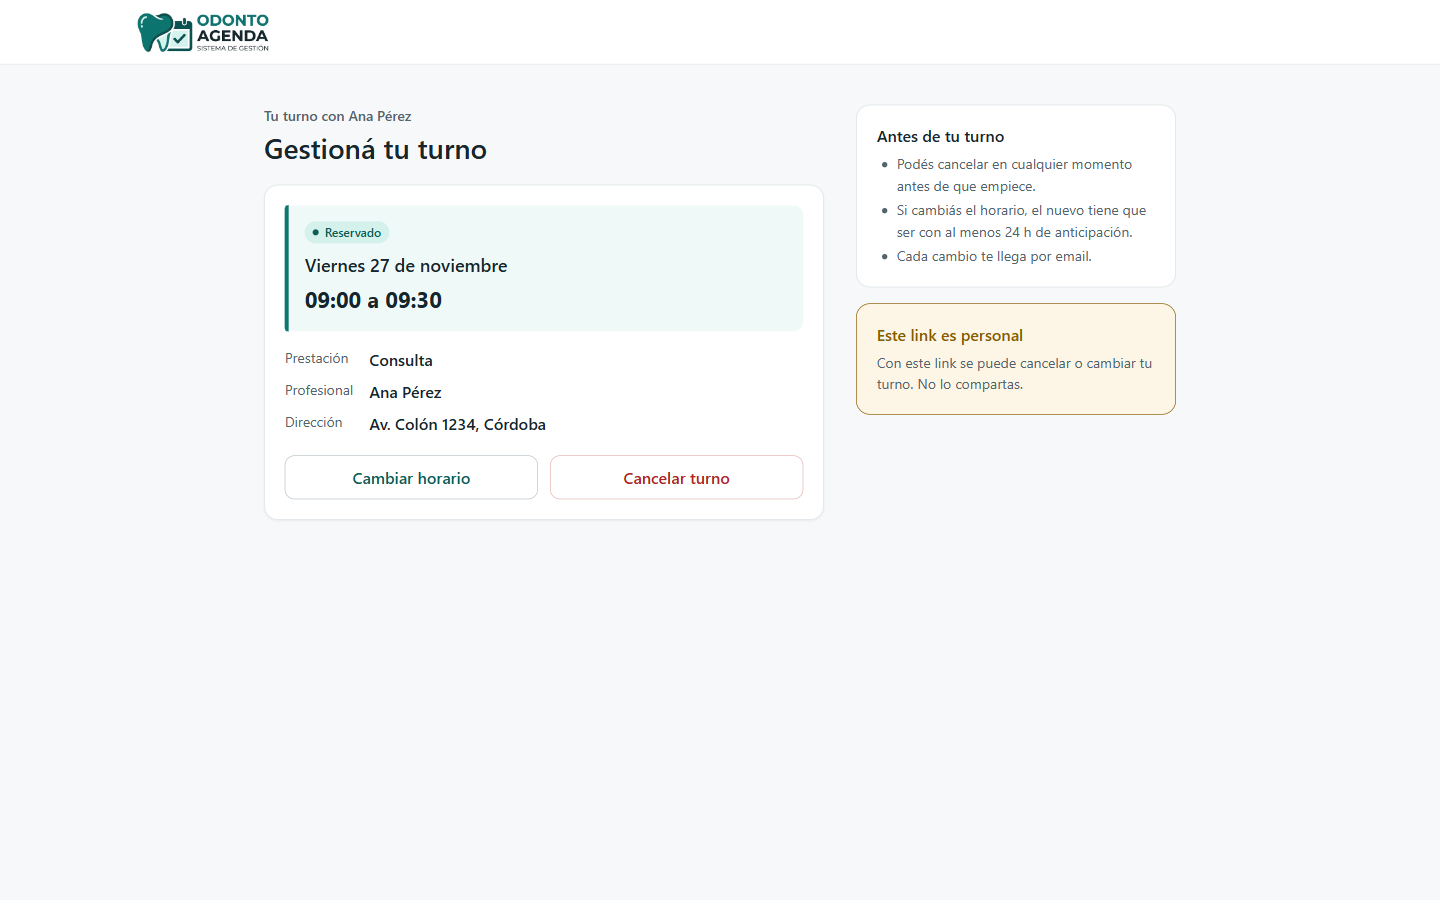 ODONTO
AGENDA
SISTEMA DE GESTIÓN
Tu turno con Ana Pérez
Gestioná tu turno
Reservado
Viernes 27 de noviembre
09:00 a 09:30
Prestación Consulta
Profesional Ana Pérez
Dirección Av. Colón 1234, Córdoba
Cambiar horario Cancelar turno
Antes de tu turno
Podés cancelar en cualquier momento
antes de que empiece.
Si cambiás el horario, el nuevo tiene que
ser con al menos 24 h de anticipación.
Cada cambio te llega por email.
Este link es personal
Con este link se puede cancelar o cambiar tu
turno. No lo compartas.